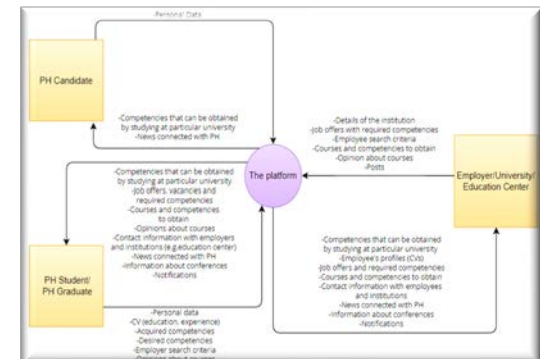 -Personal Data
PH Candidate
-Competencies that can be obtained
by studying at particular university
-News connected with PH
-Details of the institution
-Job offers with required competencies
-Employee search criteria
-Courses and competencies to obtain
-Opinion about courses
-Posts
The platform
Employer/University/
Education Center
-Competencies that can be obtained
by studying at particular university
-Job offers, vacancies and
required competencies
-Courses and competencies
to obtain
-Opinions about courses
-Contact information with employers
and institutions (e.g.education center)
-News connected with PH
-Information about conferences
-Notifications
-Competencies that can be obtained
by studying at particular university
-Employee's profiles (CVs)
-Job offers and required competencies
-Courses and competencies to obtain
-Contact information with employees
and institutions
-News connected with PH
-Information about conferences
-Notifications
PH Student/
PH Graduate
-Personal data
-CV (education, experience)
-Acquired competencies
-Desired competencies
-Employer search criteria
-Opinions about courses